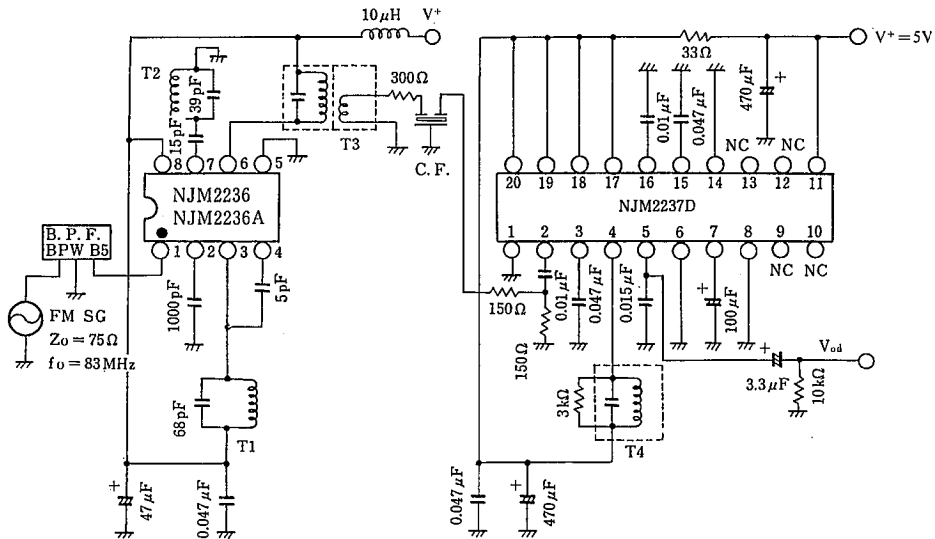 10μH
V⁺
33Ω
V⁺=5V
T2
39pF
15pF
300Ω
T3
C.F.
470μF
+
0.01μF
0.047μF
NC
NC
8
7
6
5
20
19
18
17
16
15
14
13
12
11
NJM2236
NJM2236A
NJM2237D
B.P.F.
BPW B5
1
2
3
4
1
2
3
4
5
6
7
8
9
10
NC
NC
1000pF
5pF
150Ω
0.01μF
0.047μF
0.015μF
+
100μF
FM SG
Zo = 75Ω
fo = 83MHz
150Ω
+
Vod
3.3μF
10kΩ
68pF
T1
3kΩ
T4
+
47μF
0.047μF
0.047μF
+
470μF